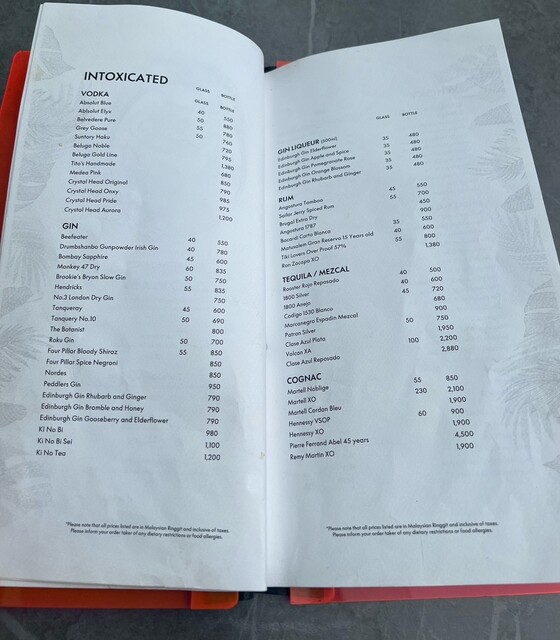 INTOXICATED
GLASS BOTTLE
VODKA GLASS BOTTLE
Absolut Blue 40 550
Ablsolut Elyx 50 880
Belvedere Pure 55 780
Grey Goose 50 760
Suntory Haku 720
Beluga Noble 795
Beluga Gold Line 1,380
Tito's Handmade 680
Medea Pink 850
Crystal Head Original 790
Crystal Head Onxy 985
Crystal Head Pride 975
Crystal Head Aurora 1,200
GIN
Beefeater 40 550
Drumshanbo Gunpowder Irish Gin 40 780
Bombay Sapphire 45 600
Monkey 47 Dry 60 835
Brookie's Bryon Slow Gin 50 750
Hendricks 55 835
No.3 London Dry Gin 750
Tanqueray 45 600
Tanquery No.10 50 690
The Botanist 800
Roku Gin 50 700
Four Pillar Bloody Shiraz 55 850
Four Pillar Spice Negroni 850
Nordes 850
Peddlers Gin 950
Edinburgh Gin Rhubarb and Ginger 790
Edinburgh Gin Bramble and Honey 790
Edinburgh Gin Gooseberry and Elderflower 790
KI No Bi 980
Ki No Bi Sei 1,100
Ki No Tea 1,200
*Please note that all prices listed are in Malaysian Ringgit and inclusive of taxes.
Please inform your order taker of any dietary restrictions or food allergies.
GLASS BOTTLE
GIN LIQUEUR (500ml)
Edinburgh Gin Elderflower 35 480
Edinburgh Gin Apple and Spice 35 480
Edinburgh Gin Pomegranate Rose 35 480
Edinburgh Gin Orange Blossom 35 480
Edinburgh Gin Rhubarb and Ginger
RUM
Angostura Tamboo 45 550
Sailor Jerry Spiced Rum 55 700
Brugal Extra Dry 450
Angostura 1787 900
Bacardi Carta Blanca 35 550
Matusalem Gran Reserva 15 Years old 40 600
Tiki Lovers Over Proof 57% 55 800
Ron Zacapa XO 1,380
TEQUILA / MEZCAL
Rooster Rojo Reposado 40 500
1800 Silver 40 600
1800 Anejo 45 720
Codigo 1530 Blanco 680
Marcanegra Espadin Mezcal 900
Patron Silver 50 750
Clase Azul Plata 1,950
Volcan XA 100 2,200
Clase Azul Reposado 2,880
COGNAC
Martell Noblige 55 850
Martell XO 230 2,100
Martell Cordon Bleu 1,900
Hennessy VSOP 60 900
Hennessy XO 1,900
Pierre Ferrand Abel 45 years 4,500
Remy Martin XO 1,900
*Please note that all prices listed are in Malaysian Ringgit and inclusive of taxes.
Please inform your order taker of any dietary restrictions or food allergies.